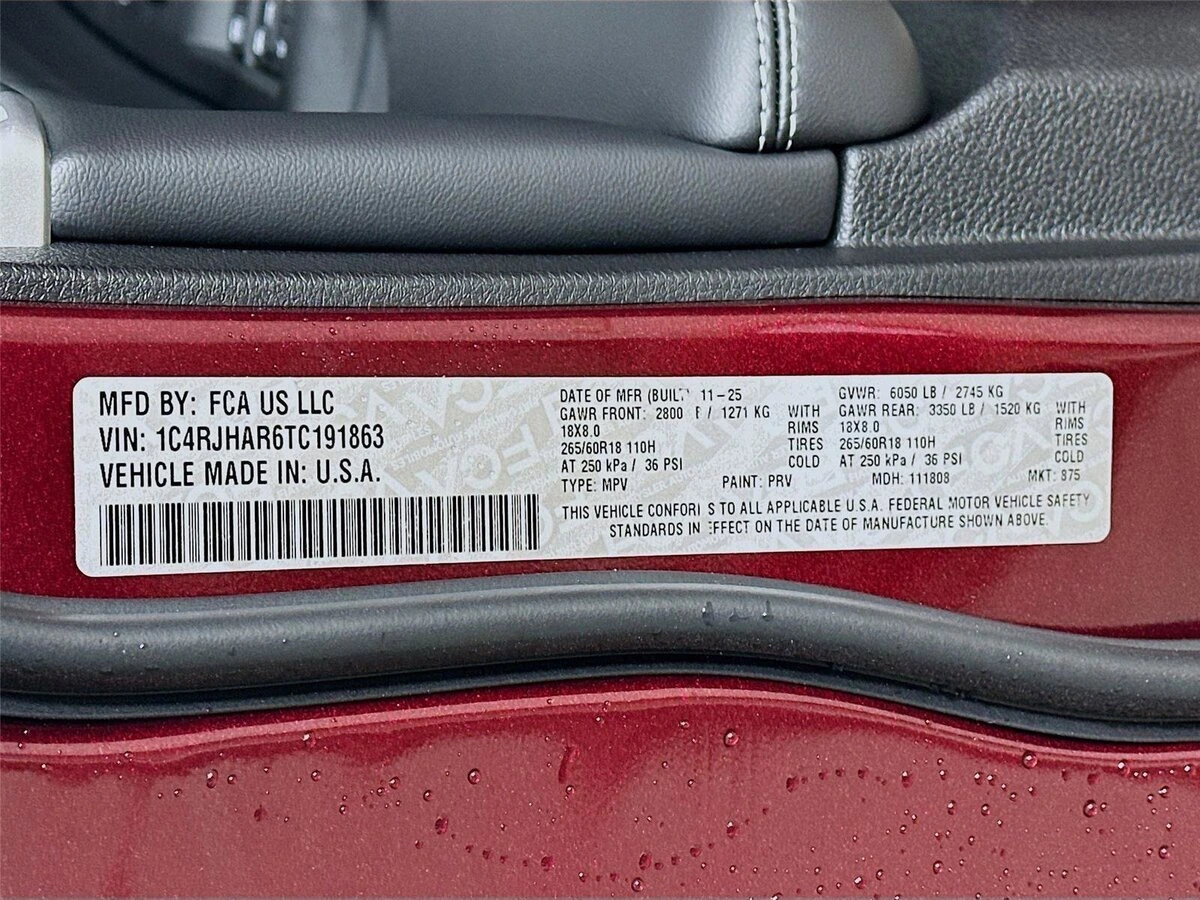 MFD BY: FCA US LLC
VIN: 1C4RJHAR6TC191863
VEHICLE MADE IN: U.S.A.
DATE OF MFR (BUILT 11-25
GAWR FRONT: 2800 / 1271 KG WITH
18X8.0 RIMS
265/60R18 110H TIRES
AT 250 kPa / 36 PSI COLD
TYPE: MPV PAINT: PRV
GVWR: 6050 LB / 2745 KG
GAWR REAR: 3350 LB / 1520 KG WITH
18X8.0 RIMS
265/60R18 110H TIRES
AT 250 kPa / 36 PSI COLD
MDH: 111808 MKT: 875
THIS VEHICLE CONFORMS TO ALL APPLICABLE U.S.A. FEDERAL MOTOR VEHICLE SAFETY
STANDARDS IN EFFECT ON THE DATE OF MANUFACTURE SHOWN ABOVE.